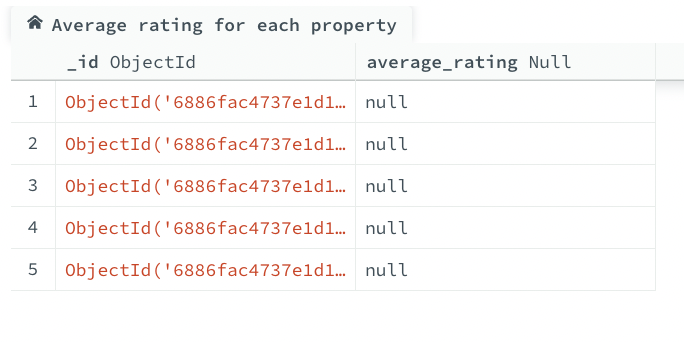 Average rating for each property
_id ObjectId average_rating Null
1 ObjectId('6886fac4737e1d1… null
2 ObjectId('6886fac4737e1d1… null
3 ObjectId('6886fac4737e1d1… null
4 ObjectId('6886fac4737e1d1… null
5 ObjectId('6886fac4737e1d1… null